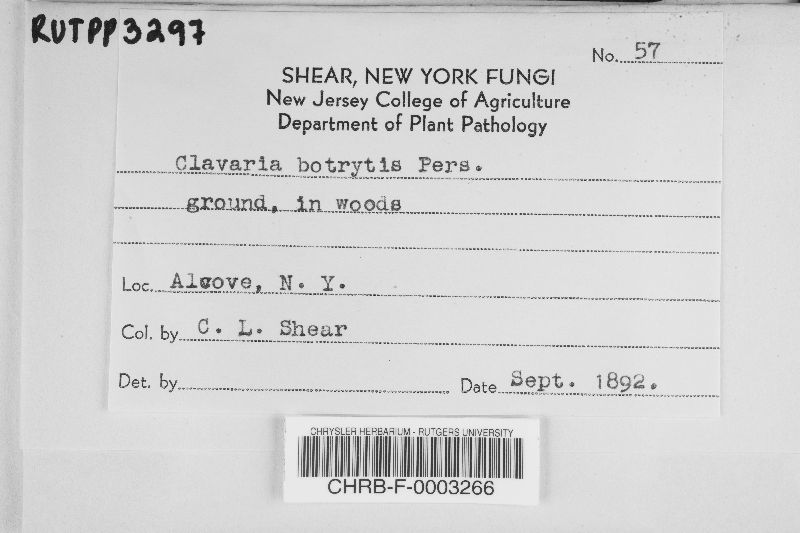 RUTPP3297
No. 57
SHEAR, NEW YORK FUNGI
New Jersey College of Agriculture
Department of Plant Pathology
Clavaria botrytis Pers.
ground, in woods
Loc. Alcove, N. Y.
Col. by C. L. Shear
Det. by
Date Sept. 1892.
CHRYSLER HERBARIUM - RUTGERS UNIVERSITY
CHRB-F-0003266